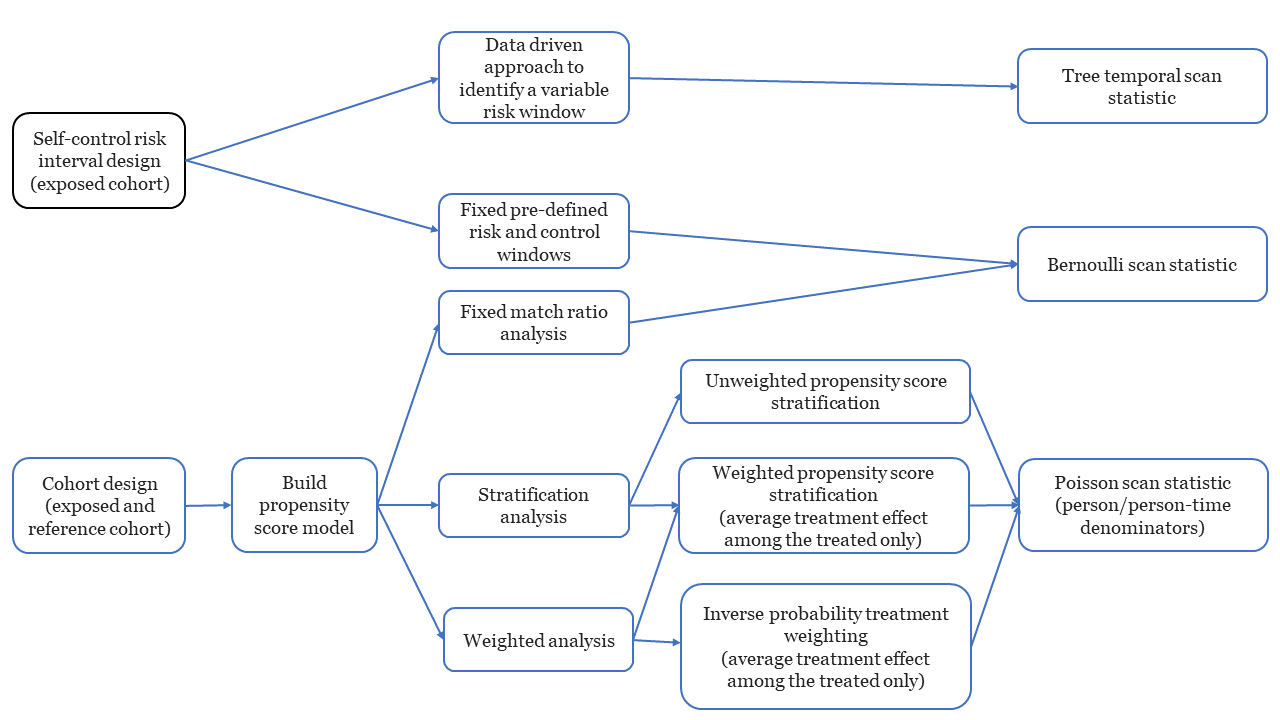 Data driven
approach to
identify a variable
risk window
Tree temporal scan
statistic
Self-control risk
interval design
(exposed cohort)
Fixed pre-defined
risk and control
windows
Bernoulli scan statistic
Fixed match ratio
analysis
Unweighted propensity score
stratification
Cohort design
(exposed and
reference cohort)
Build
propensity
score model
Stratification
analysis
Weighted propensity score
stratification
(average treatment effect
among the treated only)
Poisson scan statistic
(person/person-time
denominators)
Weighted analysis
Inverse probability treatment
weighting
(average treatment effect
among the treated only)